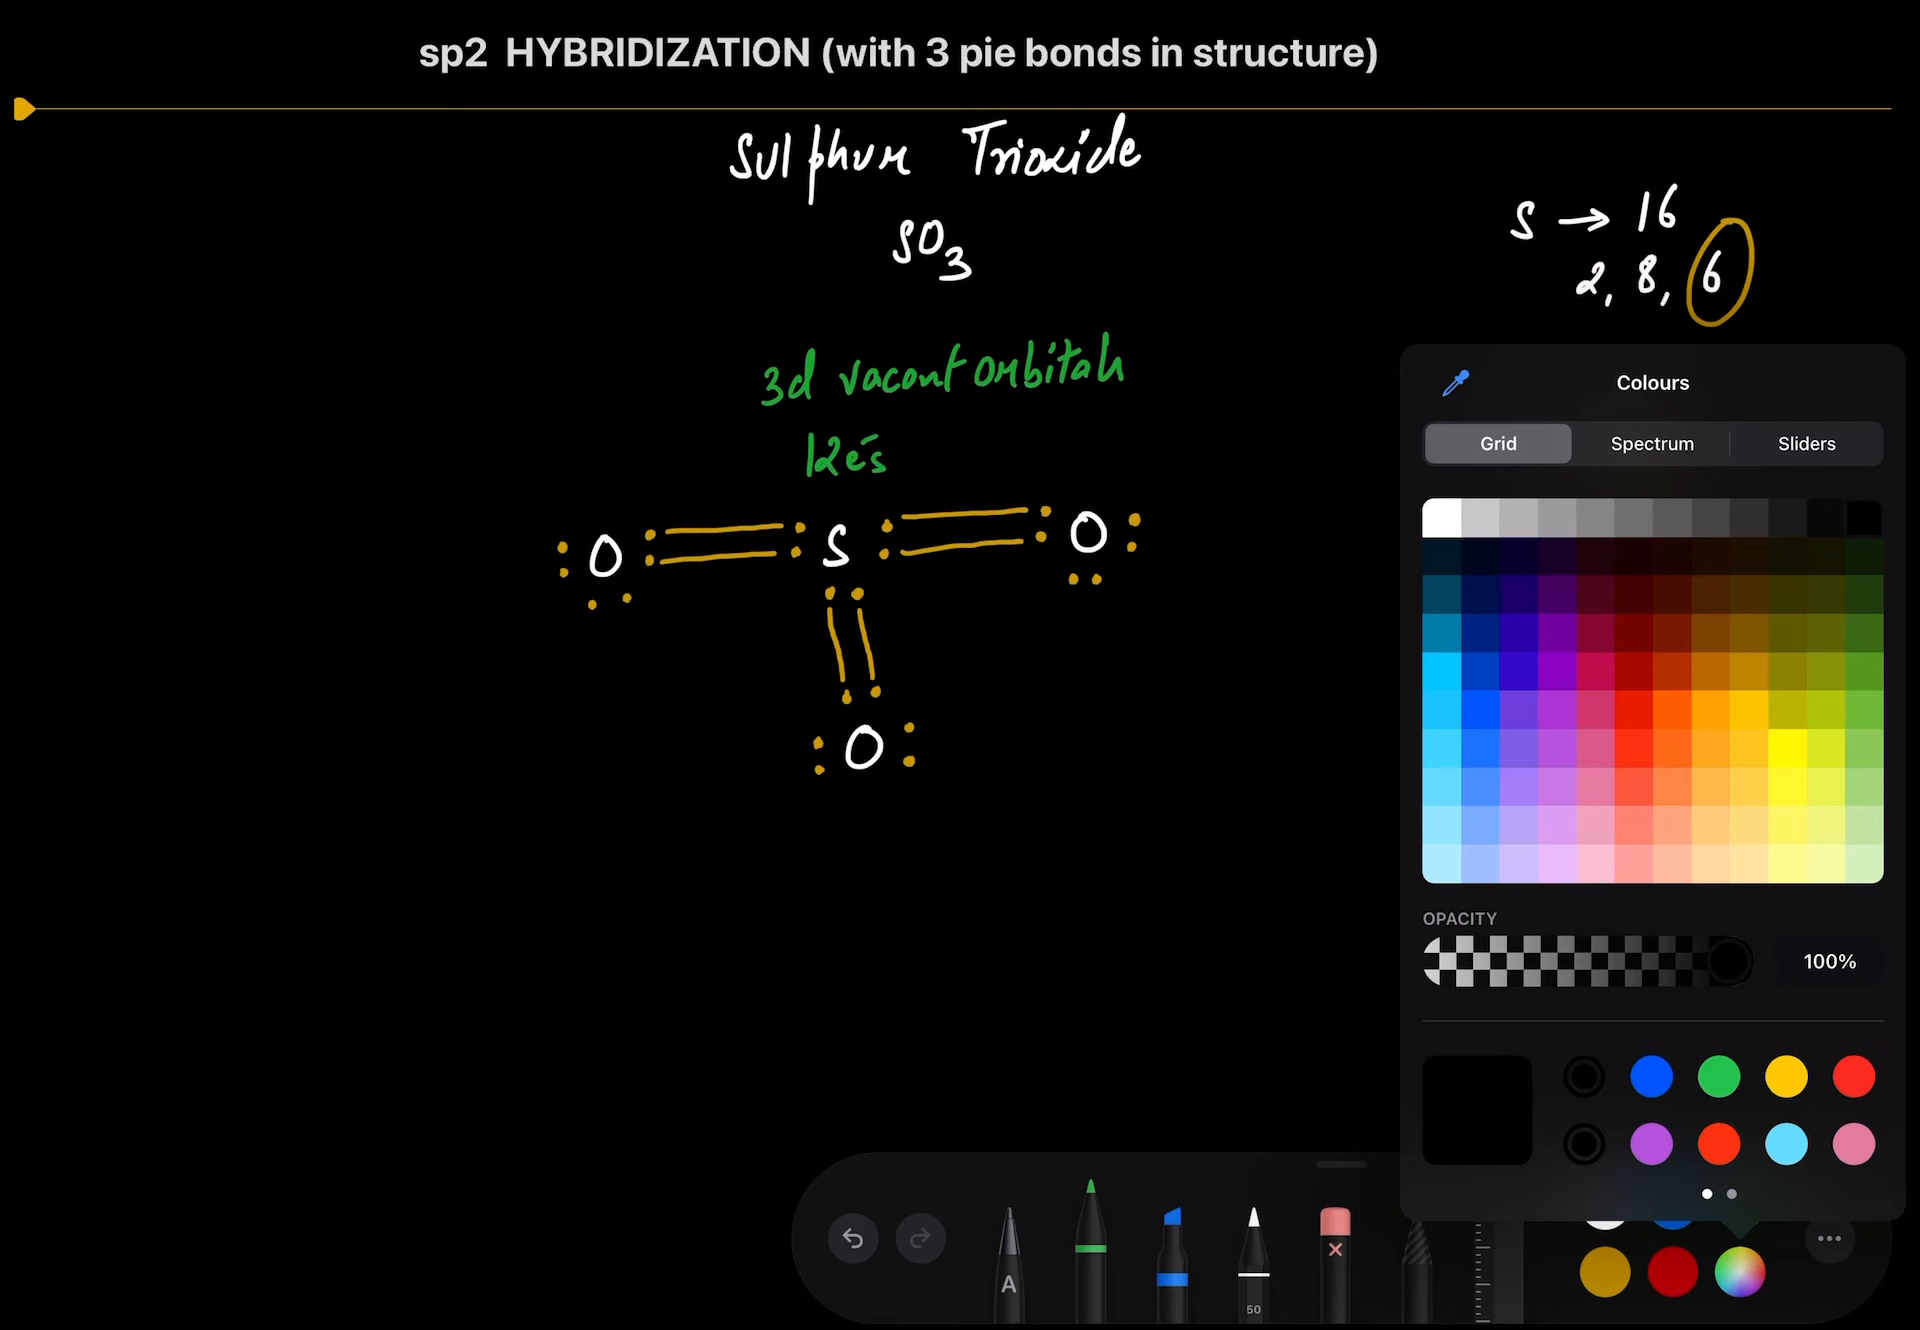 sp2 HYBRIDIZATION (with 3 pie bonds in structure)
Sulphur Trioxide
SO3
S → 16
2, 8, 6
3d vacant orbitals
12e-s
O S O
O
Colours
Grid Spectrum Sliders
OPACITY
100%
A
50